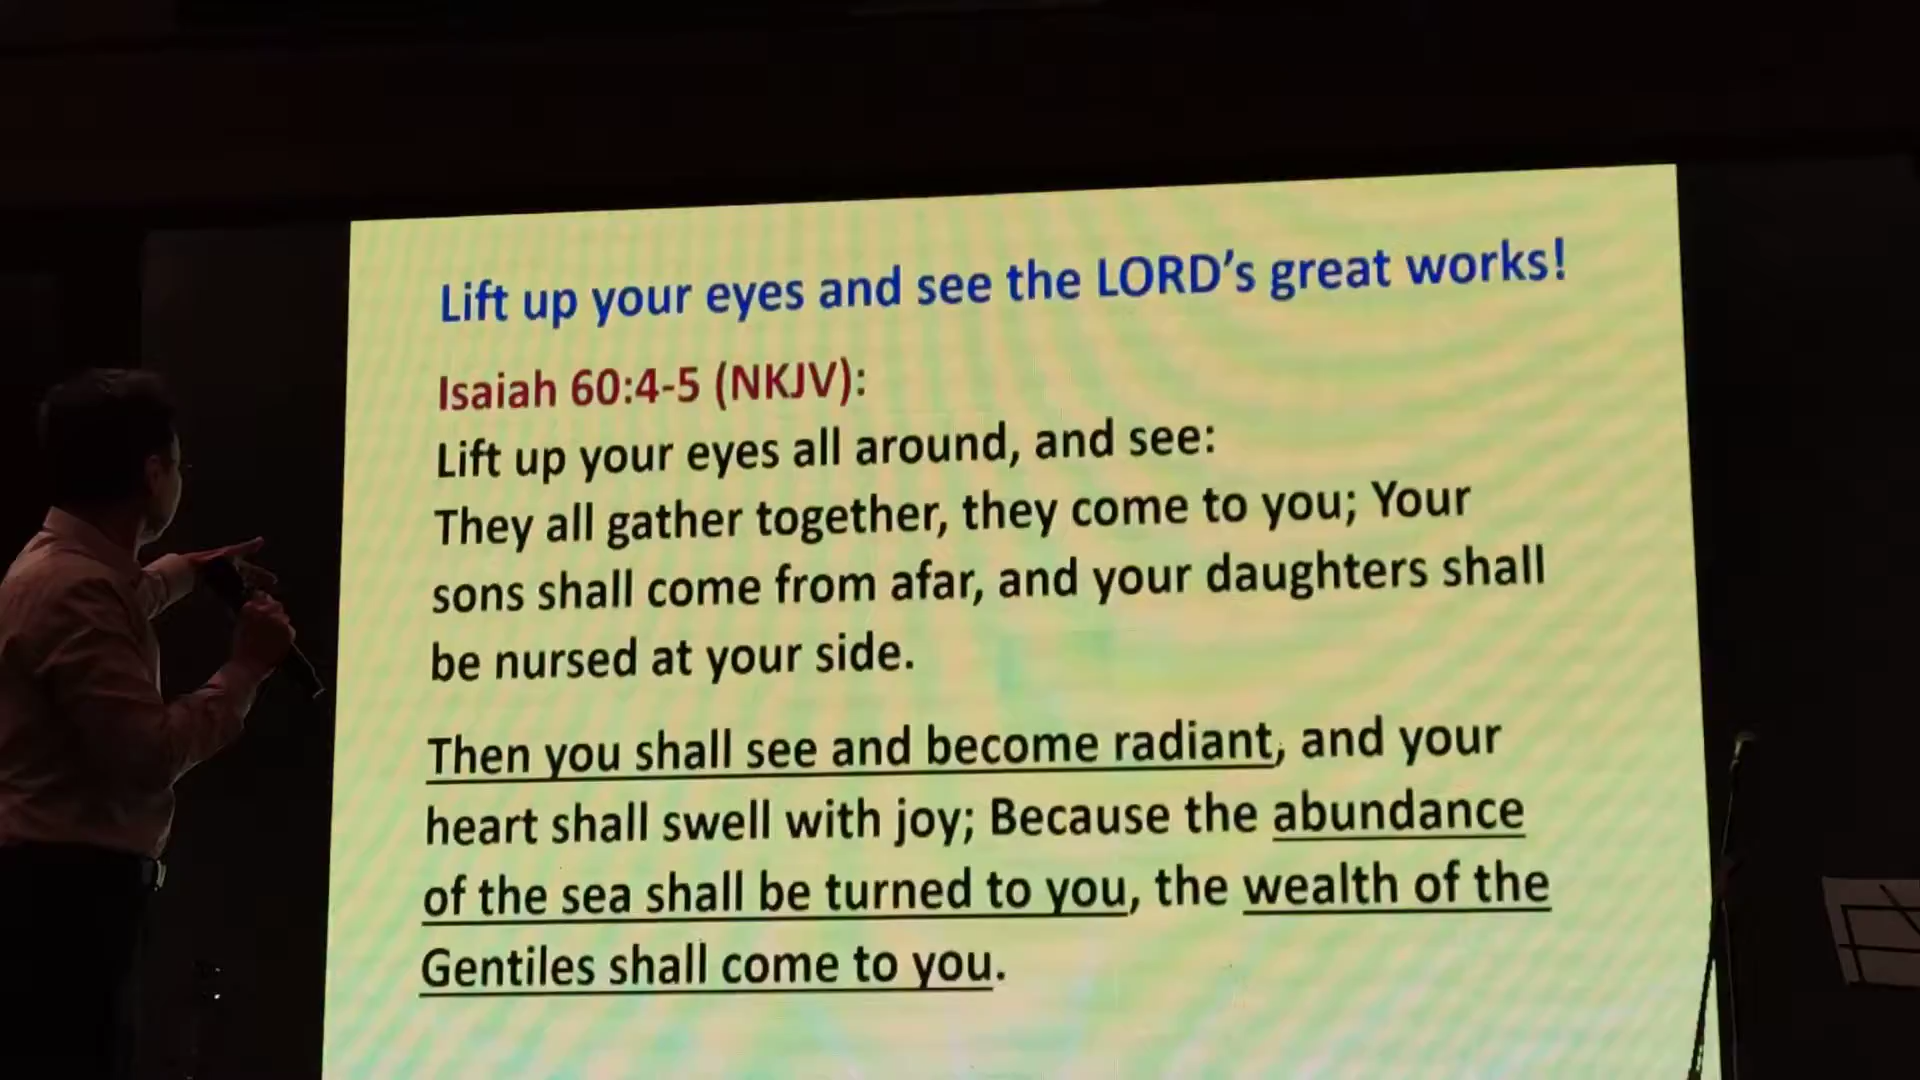 Lift up your eyes and see the LORD’s great works!
Isaiah 60:4-5 (NKJV):
Lift up your eyes all around, and see:
They all gather together, they come to you; Your
sons shall come from afar, and your daughters shall
be nursed at your side.
Then you shall see and become radiant, and your
heart shall swell with joy; Because the abundance
of the sea shall be turned to you, the wealth of the
Gentiles shall come to you.